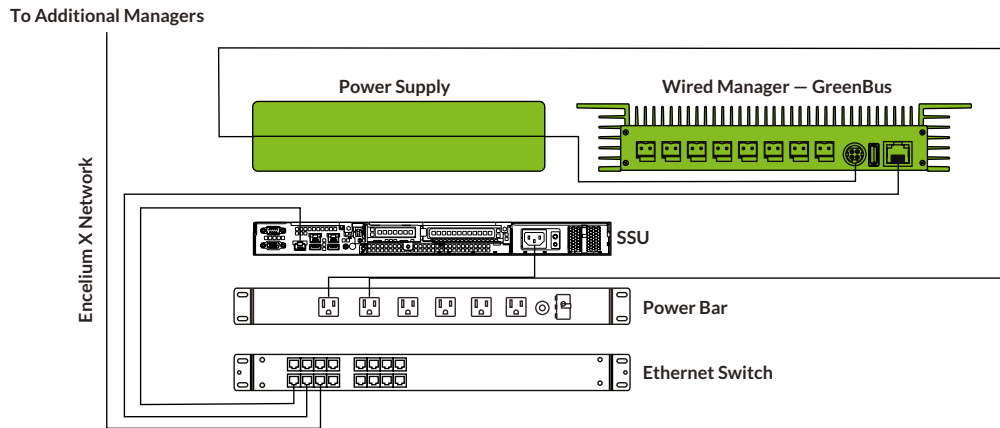 To Additional Managers
Power Supply
Wired Manager — GreenBus
Encelium X Network
SSU
Power Bar
Ethernet Switch